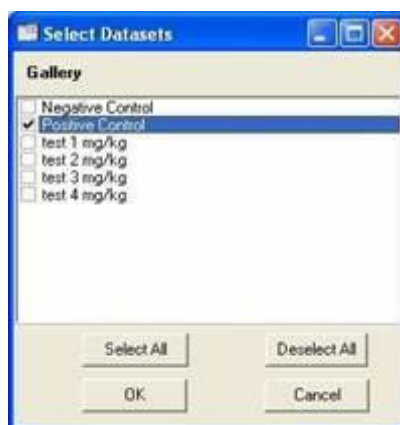 Select Datasets
Gallery
Negative Control
Positive Control
test 1 mg/kg
test 2 mg/kg
test 3 mg/kg
test 4 mg/kg
Select All Deselect All
OK Cancel